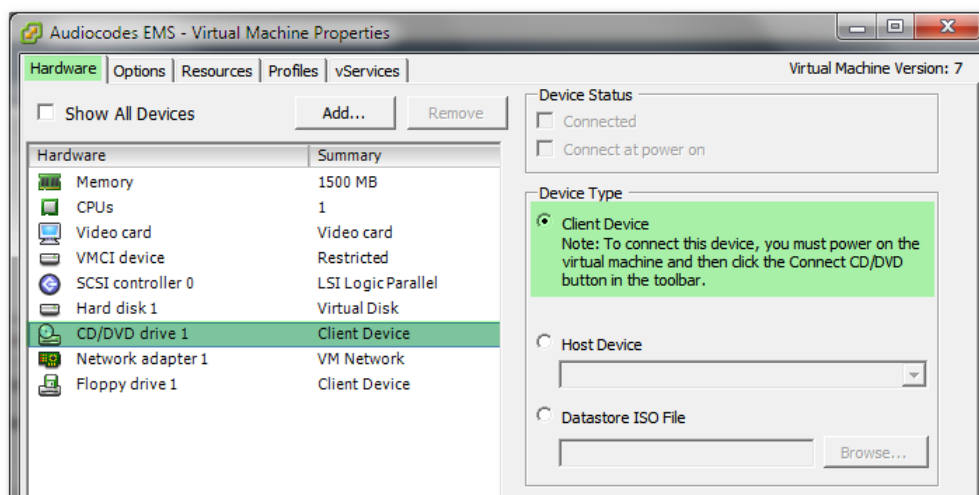 Audiocodes EMS - Virtual Machine Properties
Hardware Options Resources Profiles vServices Virtual Machine Version: 7
Show All Devices Add... Remove
Hardware Summary
Memory 1500 MB
CPUs 1
Video card Video card
VMCI device Restricted
SCSI controller 0 LSI Logic Parallel
Hard disk 1 Virtual Disk
CD/DVD drive 1 Client Device
Network adapter 1 VM Network
Floppy drive 1 Client Device
Device Status
Connected
Connect at power on
Device Type
Client Device
Note: To connect this device, you must power on the
virtual machine and then click the Connect CD/DVD
button in the toolbar.
Host Device
Datastore ISO File
Browse...